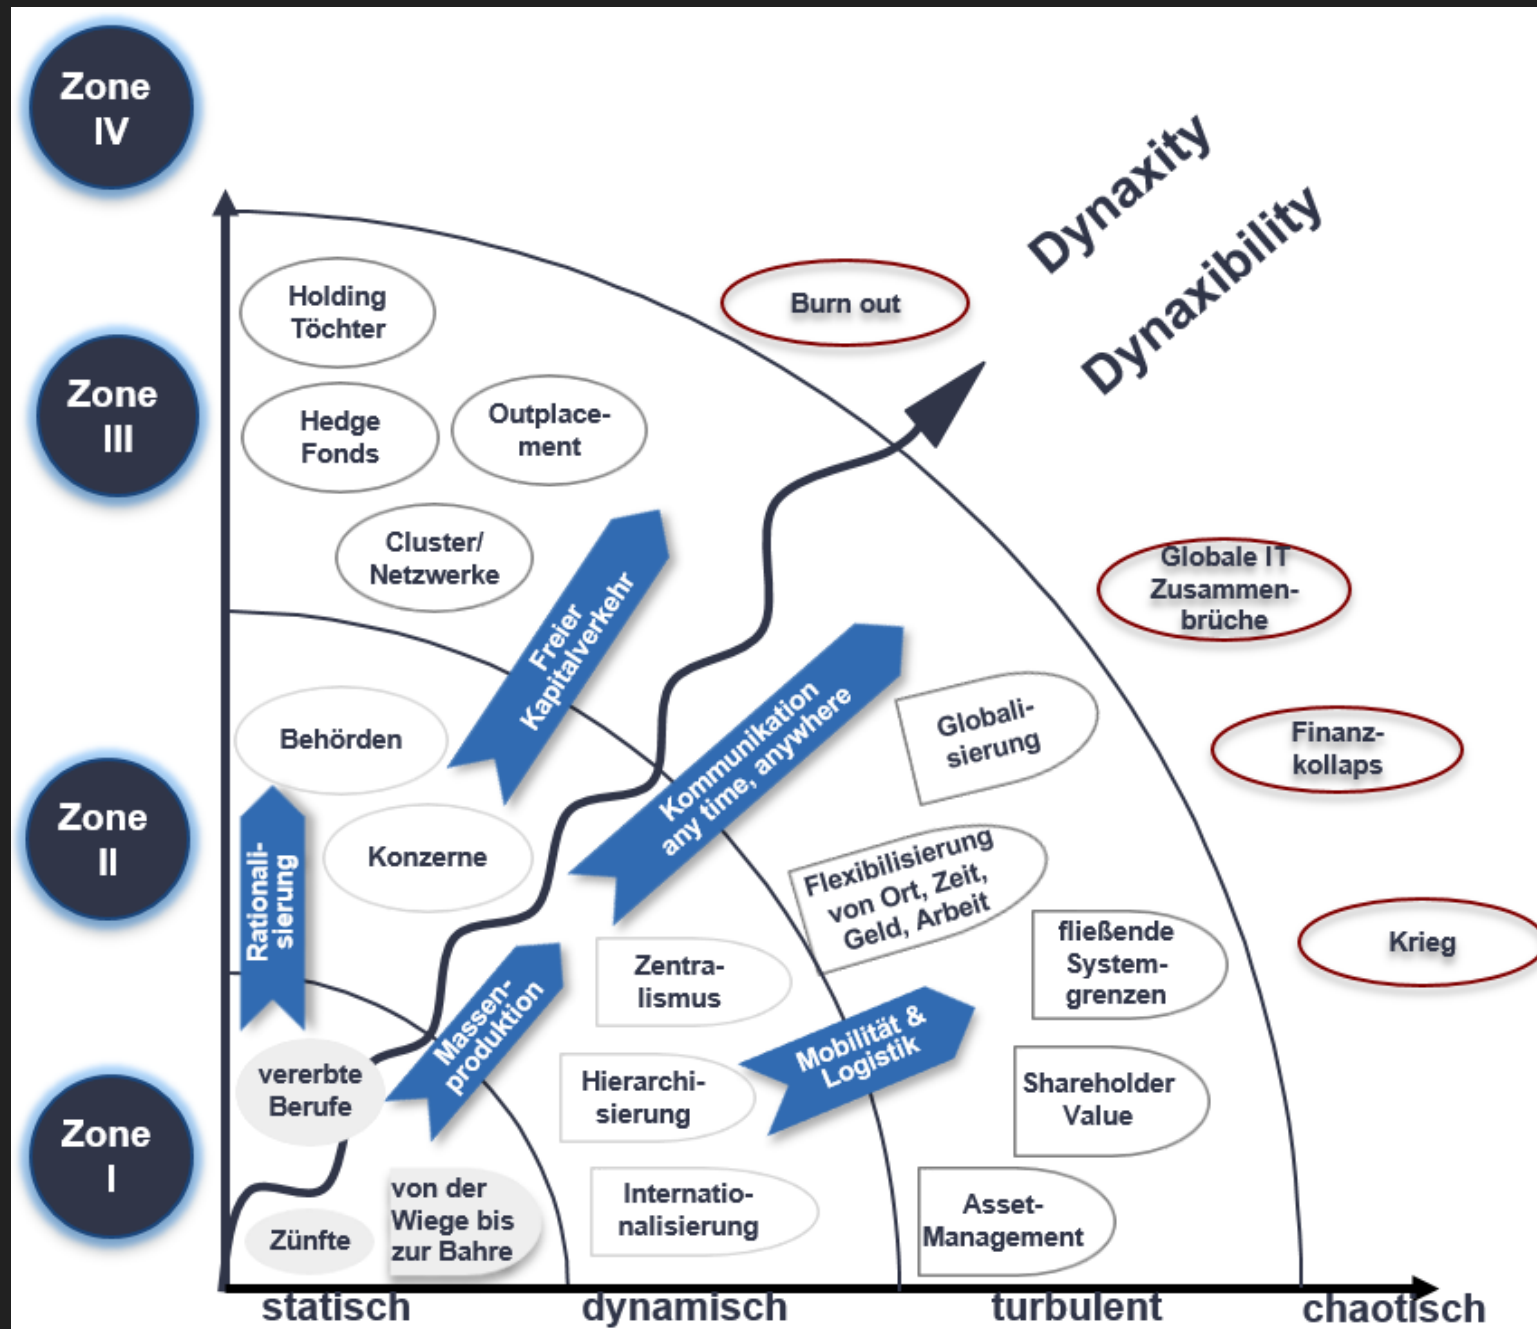 Zone
IV
Dynaxity
Dynaxibility
Burn out
Holding
Töchter
Zone
III
Hedge
Fonds
Outplace-
ment
Cluster/
Netzwerke
Freier
Kapitalverkehr
Globale IT
Zusammen-
brüche
Behörden
Kommunikation
any time, anywhere
Globali-
sierung
Finanz-
kollaps
Zone
II
Rationali-
sierung
Konzerne
Flexibilisierung
von Ort, Zeit,
Geld, Arbeit
fließende
System-
grenzen
Krieg
Massen-
produktion
Zentra-
lismus
Mobilität &
Logistik
Zone
I
vererbte
Berufe
Hierarchi-
sierung
Shareholder
Value
Zünfte
von der
Wiege bis
zur Bahre
Internatio-
nalisierung
Asset-
Management
statisch
dynamisch
turbulent
chaotisch